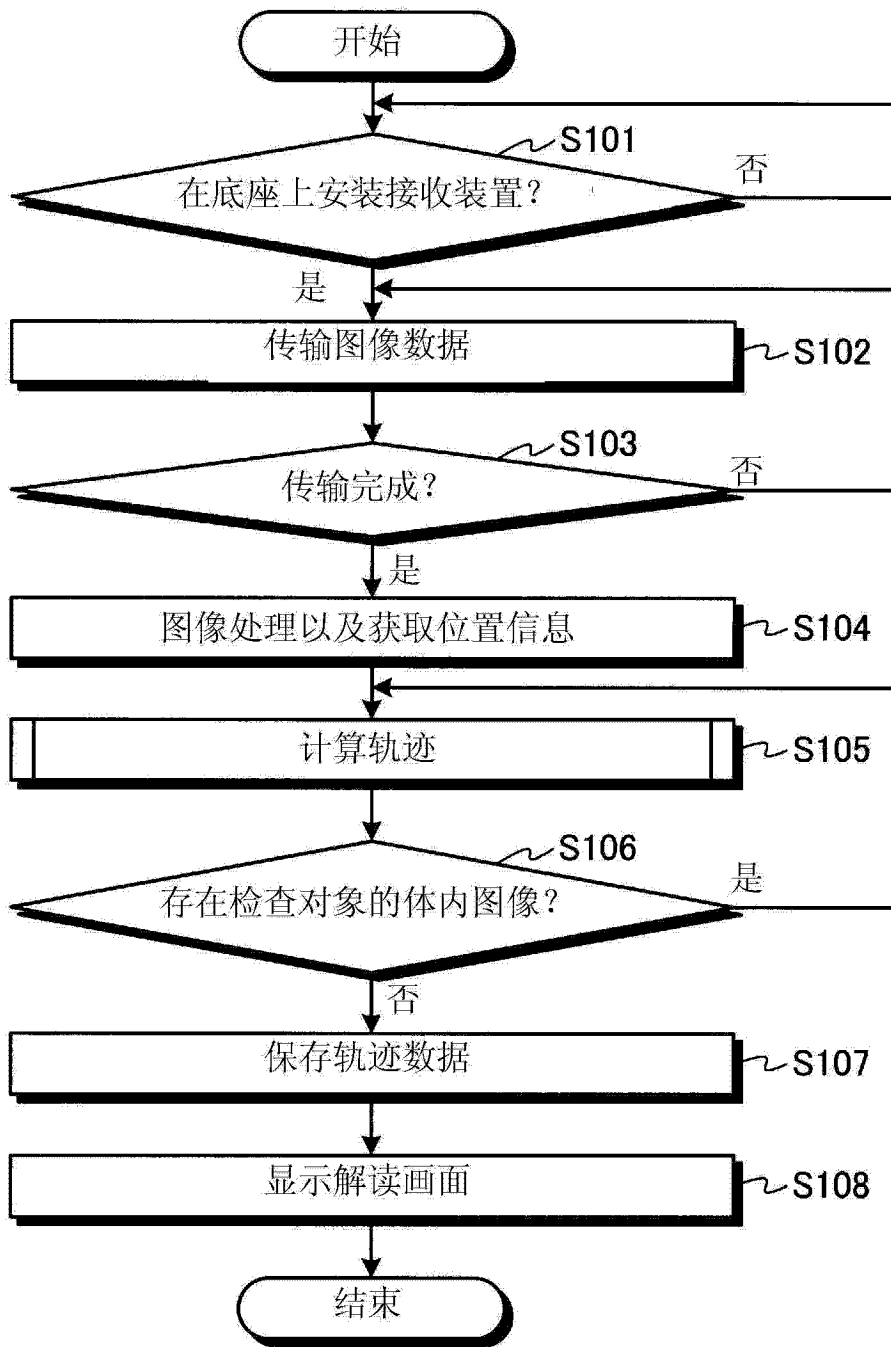 开始
S101
否
在底座上安装接收装置？
是
传输图像数据
S102
S103
否
传输完成？
是
图像处理以及获取位置信息
S104
计算轨迹
S105
S106
是
存在检查对象的体内图像？
否
保存轨迹数据
S107
显示解读画面
S108
结束